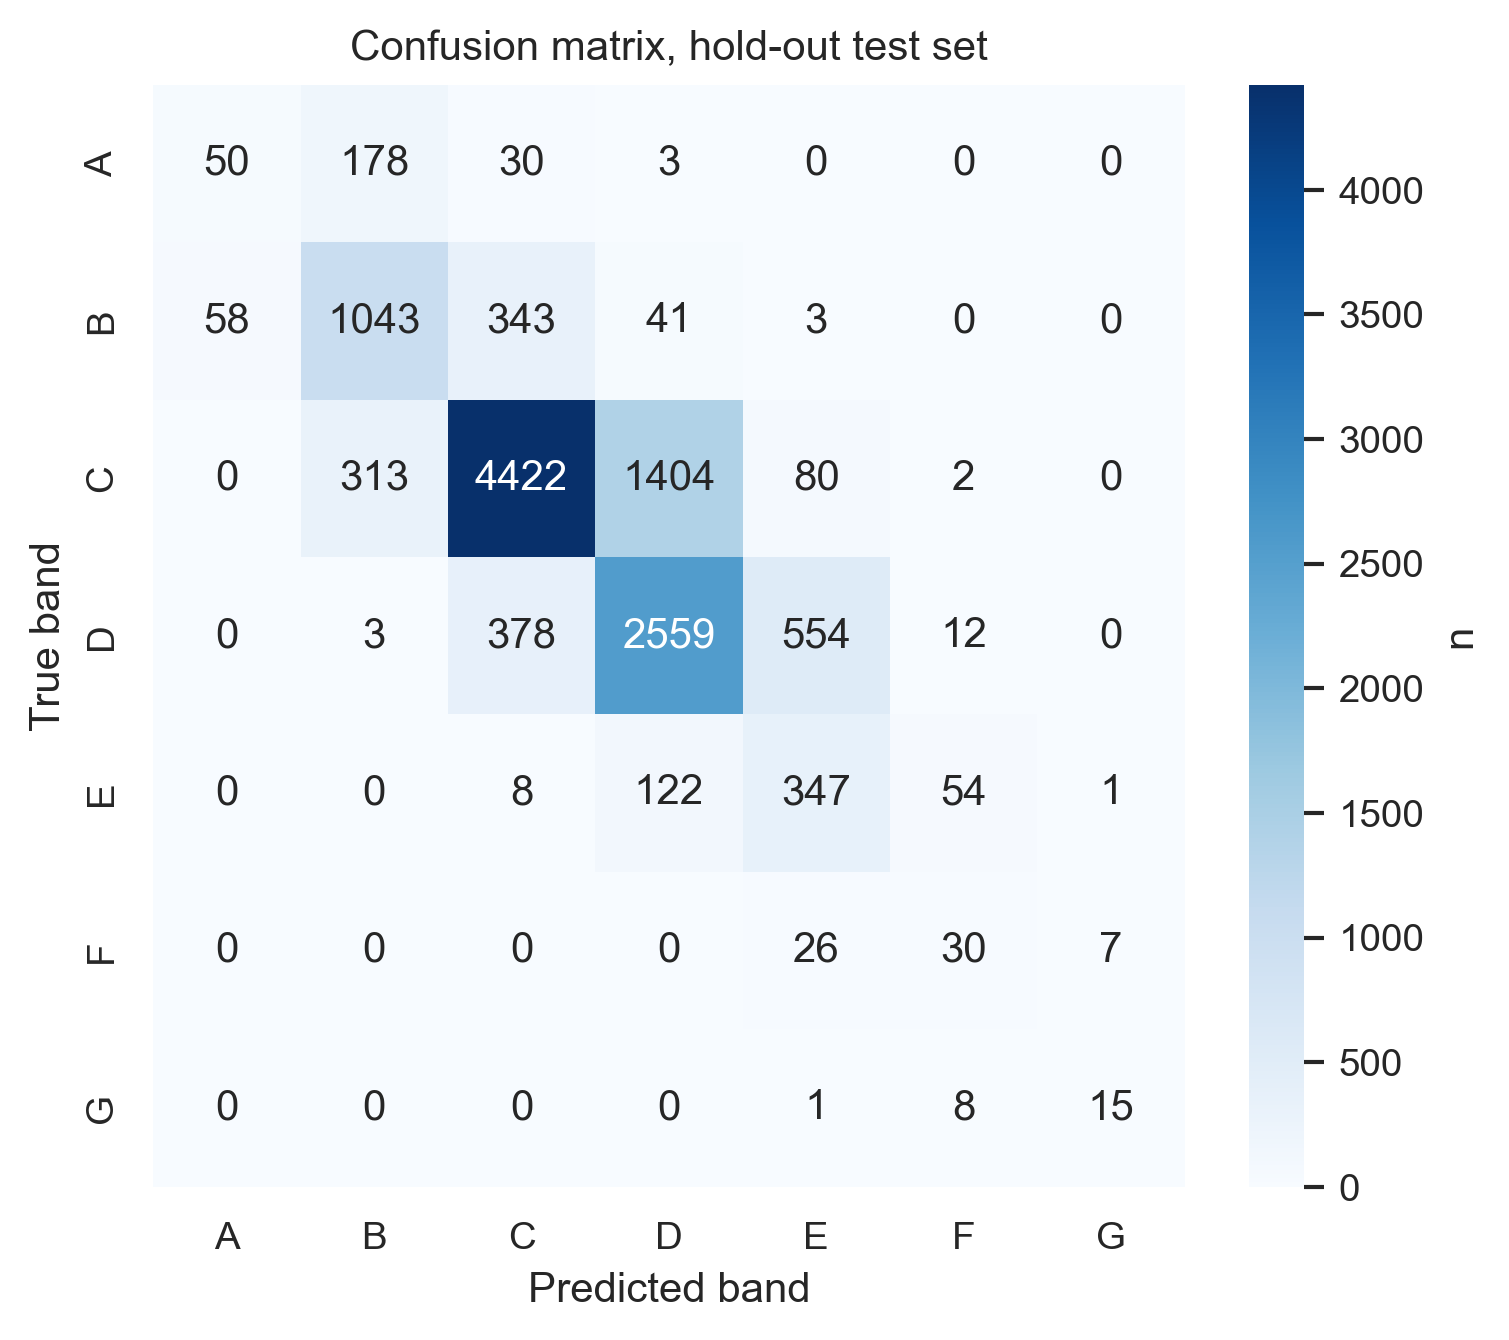 Confusion matrix, hold-out test set
A 50 178 30 3 0 0 0
B 58 1043 343 41 3 0 0
C 0 313 4422 1404 80 2 0
D 0 3 378 2559 554 12 0
E 0 0 8 122 347 54 1
F 0 0 0 0 26 30 7
G 0 0 0 0 1 8 15
A B C D E F G
Predicted band
True band
4000
3500
3000
2500
2000
1500
1000
500
0
n